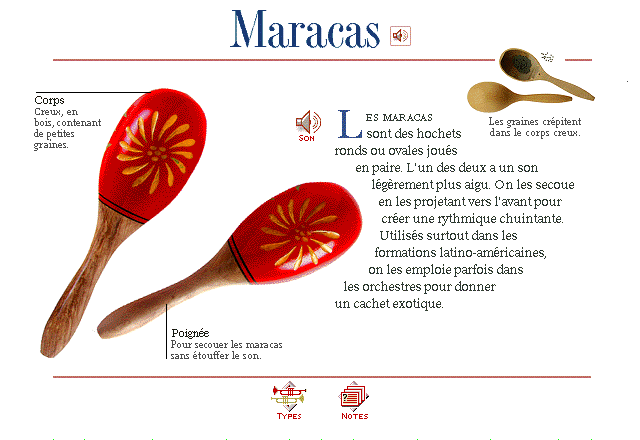 Maracas
Corps
Creux, en
bois, contenant
de petites
graines.
Son
Les maracas
sont des hochets
ronds ou ovales joués
en paire. L'un des deux a un son
légèrement plus aigu. On les secoue
en les projetant vers l'avant pour
créer une rythmique chuintante.
Utilisés surtout dans les
formations latino-américaines,
on les emploie parfois dans
les orchestres pour donner
un cachet exotique.
Les graines crépitent
dans le corps creux.
Poignée
Pour secouer les maracas
sans étouffer le son.
Types
Notes